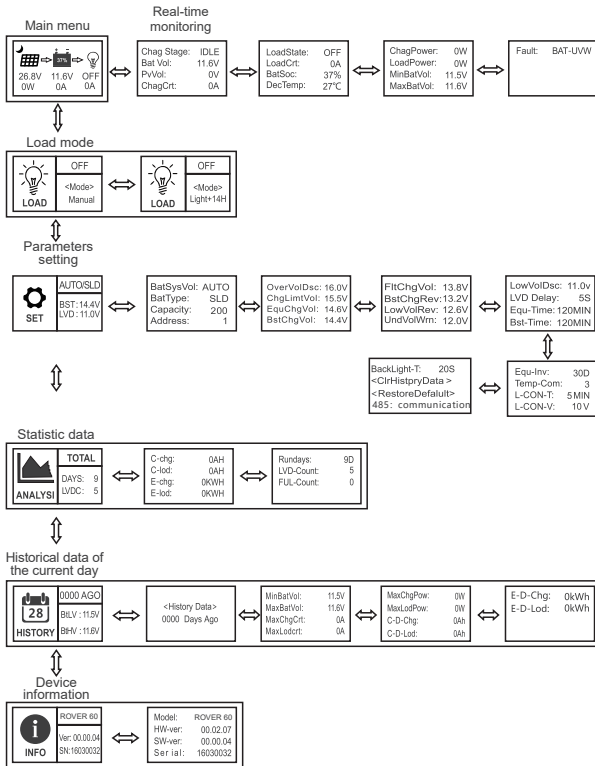 Main menu
Real-time
monitoring
37%
26.8V 11.6V OFF
0W 0A 0A
Chag Stage: IDLE
Bat Vol: 11.6V
PvVol: 0V
ChagCrt: 0A
LoadState: OFF
LoadCrt: 0A
BatSoc: 37%
DecTemp: 27℃
ChagPower: 0W
LoadPower: 0W
MinBatVol: 11.5V
MaxBatVol: 11.6V
Fault: BAT-UVW
Load mode
LOAD
OFF
<Mode>
Manual
LOAD
OFF
<Mode>
Light+14H
Parameters
setting
SET
AUTO/SLD
BST:14.4V
LVD :11.0V
BatSysVol: AUTO
BatType: SLD
Capacity: 200
Address: 1
OverVolDsc: 16.0V
ChgLimtVol: 15.5V
EquChgVol: 14.6V
BstChgVol: 14.4V
FltChgVol: 13.8V
BstChgRev: 13.2V
LowVolRev: 12.6V
UndVolWrn: 12.0V
LowVolDsc: 11.0v
LVD Delay: 5S
Equ-Time: 120MIN
Bst-Time: 120MIN
BackLight-T: 20S
<ClrHistpryData >
<RestoreDefalult>
485: communication
Equ-Inv: 30D
Temp-Com: 3
L-CON-T: 5MIN
L-CON-V: 10V
Statistic data
ANALYSI
TOTAL
DAYS: 9
LVDC: 5
C-chg: 0AH
C-lod: 0AH
E-chg: 0KWH
E-lod: 0KWH
Rundays: 9D
LVD-Count: 5
FUL-Count: 0
Historical data of
the current day
28
HISTORY
0000 AGO
BtLV : 11.5V
BtHV : 11.6V
<History Data>
0000 Days Ago
MinBatVol: 11.5V
MaxBatVol: 11.6V
MaxChgCrt: 0A
MaxLodcrt: 0A
MaxChgPow: 0W
MaxLodPow: 0W
C-D-Chg: 0Ah
C-D-Lod: 0Ah
E-D-Chg: 0kWh
E-D-Lod: 0kWh
Device
information
i
INFO
ROVER 60
Ver: 00.00.04
SN:16030032
Model: ROVER 60
HW-ver: 00.02.07
SW-ver: 00.00.04
Serial: 16030032